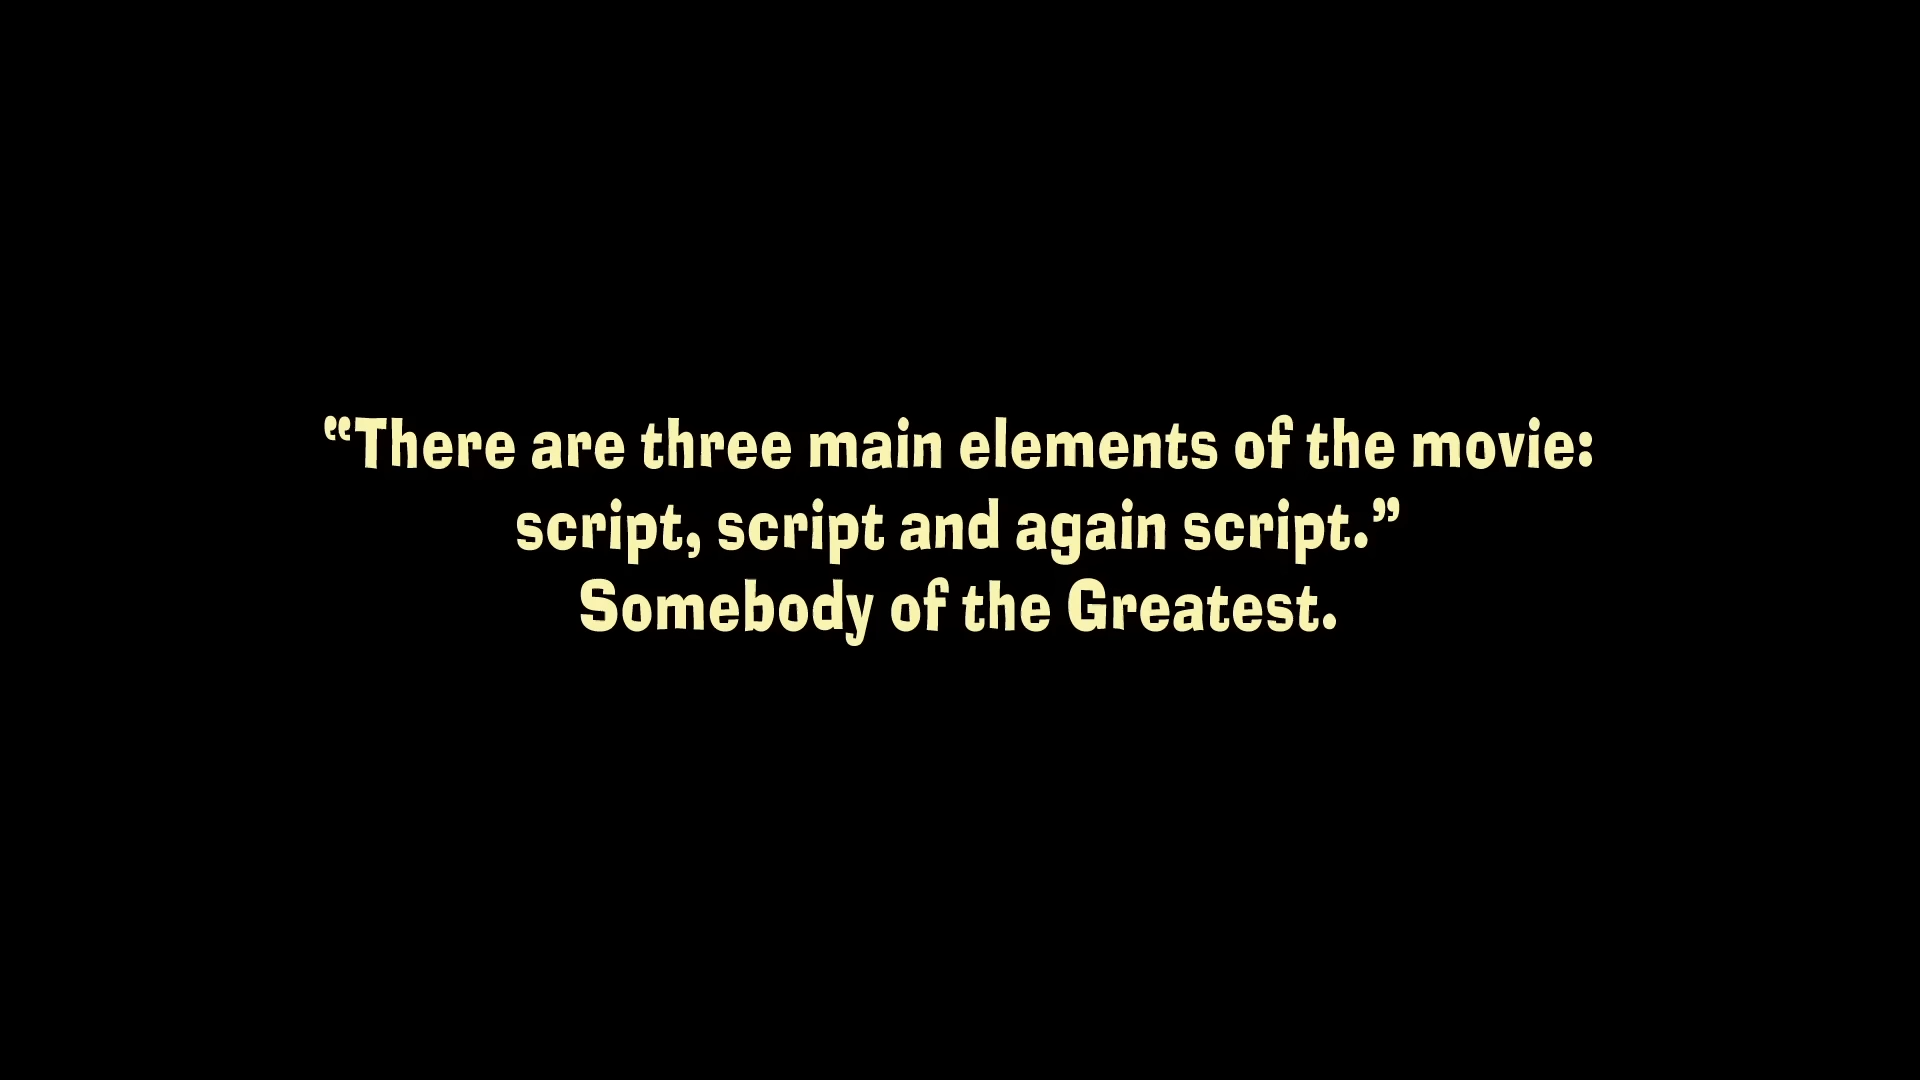 “There are three main elements of the movie:
script, script and again script.”
Somebody of the Greatest.